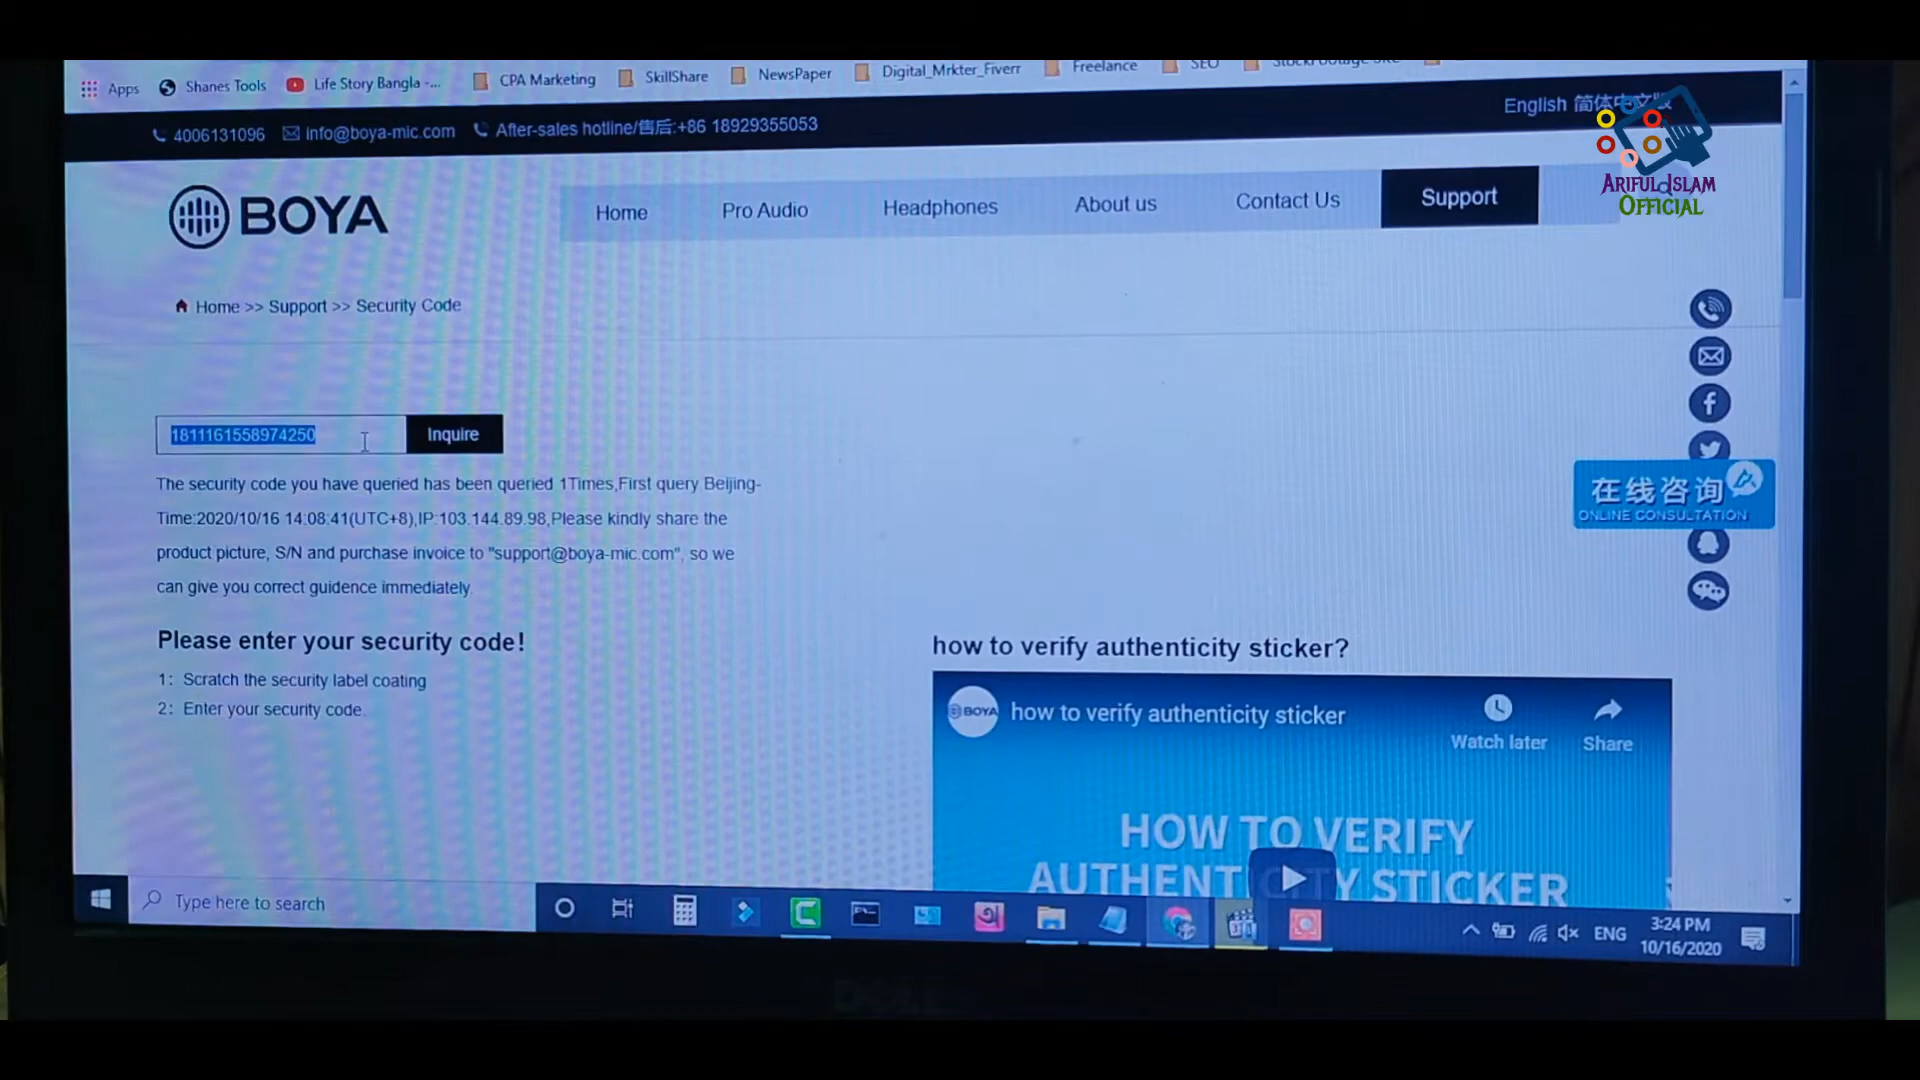 Apps Shanes Tools Life Story Bangla -... CPA Marketing SkillShare NewsPaper Digital_Mrkter_Fiverr Freelance SEO
4006131096 info@boya-mic.com After-sales hotline/售后:+86 18929355053
English 简体中文版
ARIFUL ISLAM
OFFICIAL
BOYA
Home Pro Audio Headphones About us Contact Us Support
Home >> Support >> Security Code
1811161558974250 Inquire
The security code you have queried has been queried 1Times,First query Beijing-
Time:2020/10/16 14:08:41(UTC+8),IP:103.144.89.98,Please kindly share the
product picture, S/N and purchase invoice to "support@boya-mic.com", so we
can give you correct guidence immediately.
在线咨询
ONLINE CONSULTATION
Please enter your security code!
1: Scratch the security label coating
2: Enter your security code.
how to verify authenticity sticker?
BOYA how to verify authenticity sticker
Watch later Share
HOW TO VERIFY
AUTHENTICITY STICKER
Type here to search
ENG
3:24 PM
10/16/2020